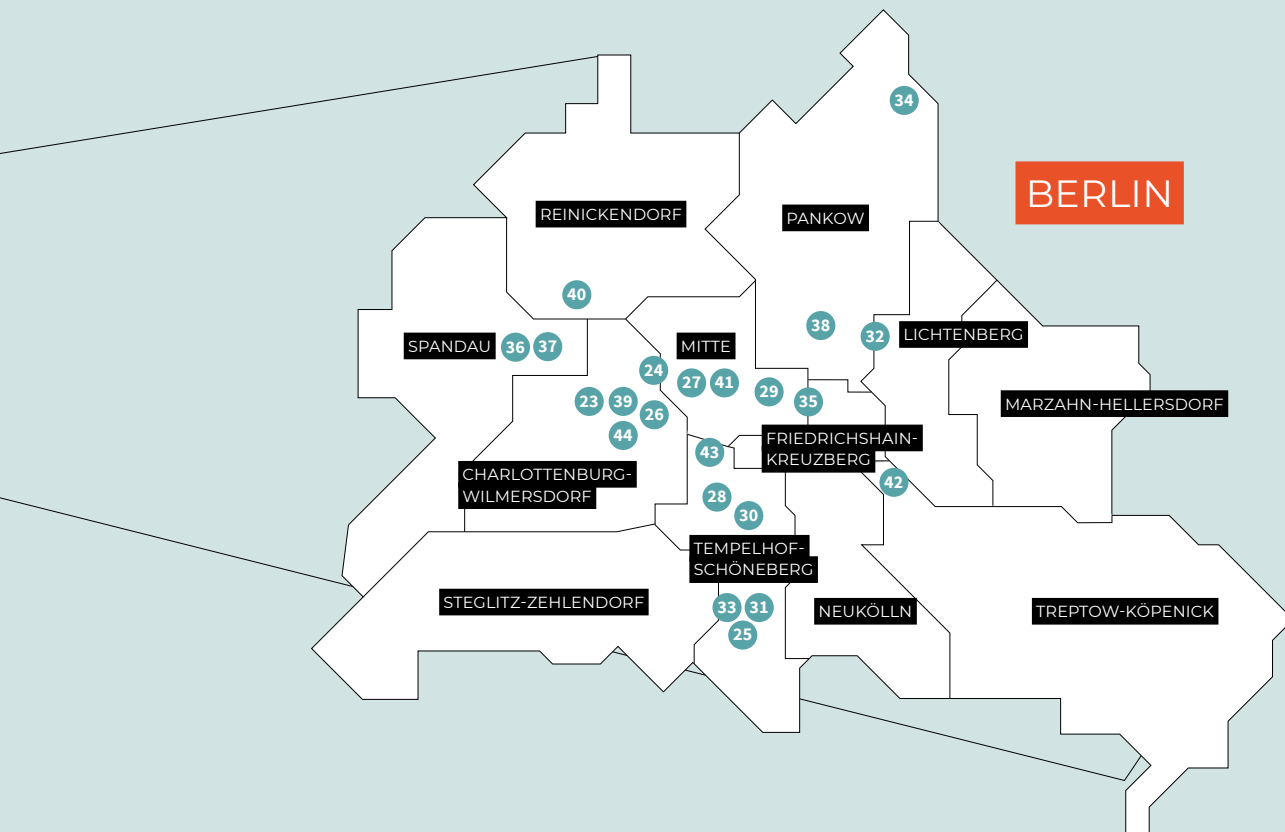 34
BERLIN
REINICKENDORF
PANKOW
40
38
32
LICHTENBERG
SPANDAU
36
37
MITTE
24
27
41
29
35
MARZAHN-HELLERSDORF
23
39
26
44
43
FRIEDRICHSHAIN-
KREUZBERG
42
CHARLOTTENBURG-
WILMERSDORF
28
30
TEMPELHOF-
SCHÖNEBERG
STEGLITZ-ZEHLENDORF
33
31
25
NEUKÖLLN
TREPTOW-KÖPENICK